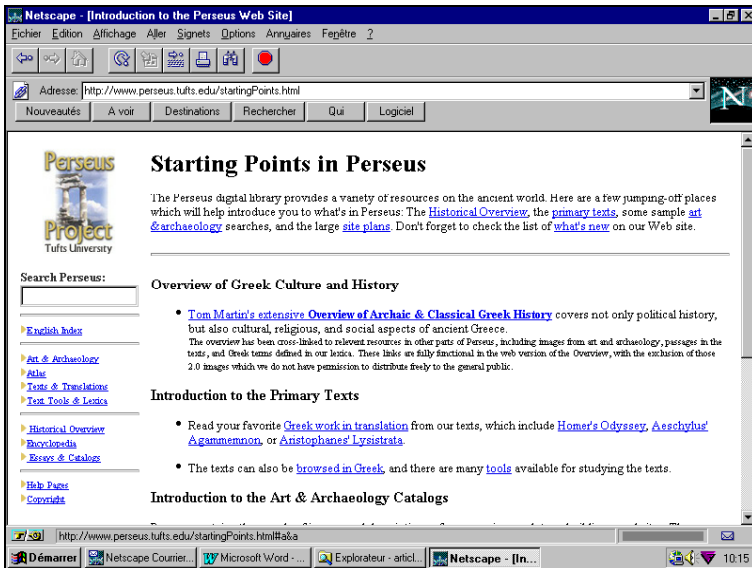 Netscape - [Introduction to the Perseus Web Site]
Fichier Edition Affichage Aller Signets Options Annuaires Fenêtre ?
Adresse: http://www.perseus.tufts.edu/startingPoints.html
N
Nouveautés A voir Destinations Rechercher Qui Logiciel
Perseus
Project
Tufts University
Search Perseus:
English Index
Art & Archaeology
Atlas
Texts & Translations
Text Tools & Lexica
Historical Overview
Encyclopedia
Essays & Catalogs
Help Pages
Copyright
Starting Points in Perseus
The Perseus digital library provides a variety of resources on the ancient world. Here are a few jumping-off places
which will help introduce you to what's in Perseus: The Historical Overview, the primary texts, some sample art
&archaeology searches, and the large site plans. Don't forget to check the list of what's new on our Web site.
Overview of Greek Culture and History
• Tom Martin's extensive Overview of Archaic & Classical Greek History covers not only political history,
but also cultural, religious, and social aspects of ancient Greece.
The overview has been cross-linked to relevant resources in other parts of Perseus, including images from art and archaeology, passages in the
texts, and Greek terms defined in our lexica. These links are fully functional in the web version of the Overview, with the exclusion of those
2.0 images which we do not have permission to distribute freely to the general public.
Introduction to the Primary Texts
• Read your favorite Greek work in translation from our texts, which include Homer's Odyssey, Aeschylus'
Agammemnon, or Aristophanes' Lysistrata.
• The texts can also be browsed in Greek, and there are many tools available for studying the texts.
Introduction to the Art & Archaeology Catalogs
http://www.perseus.tufts.edu/startingPoints.html#a&a
Démarrer Netscape Courrier... Microsoft Word - ... Explorateur - articl... Netscape - [In... 10:15